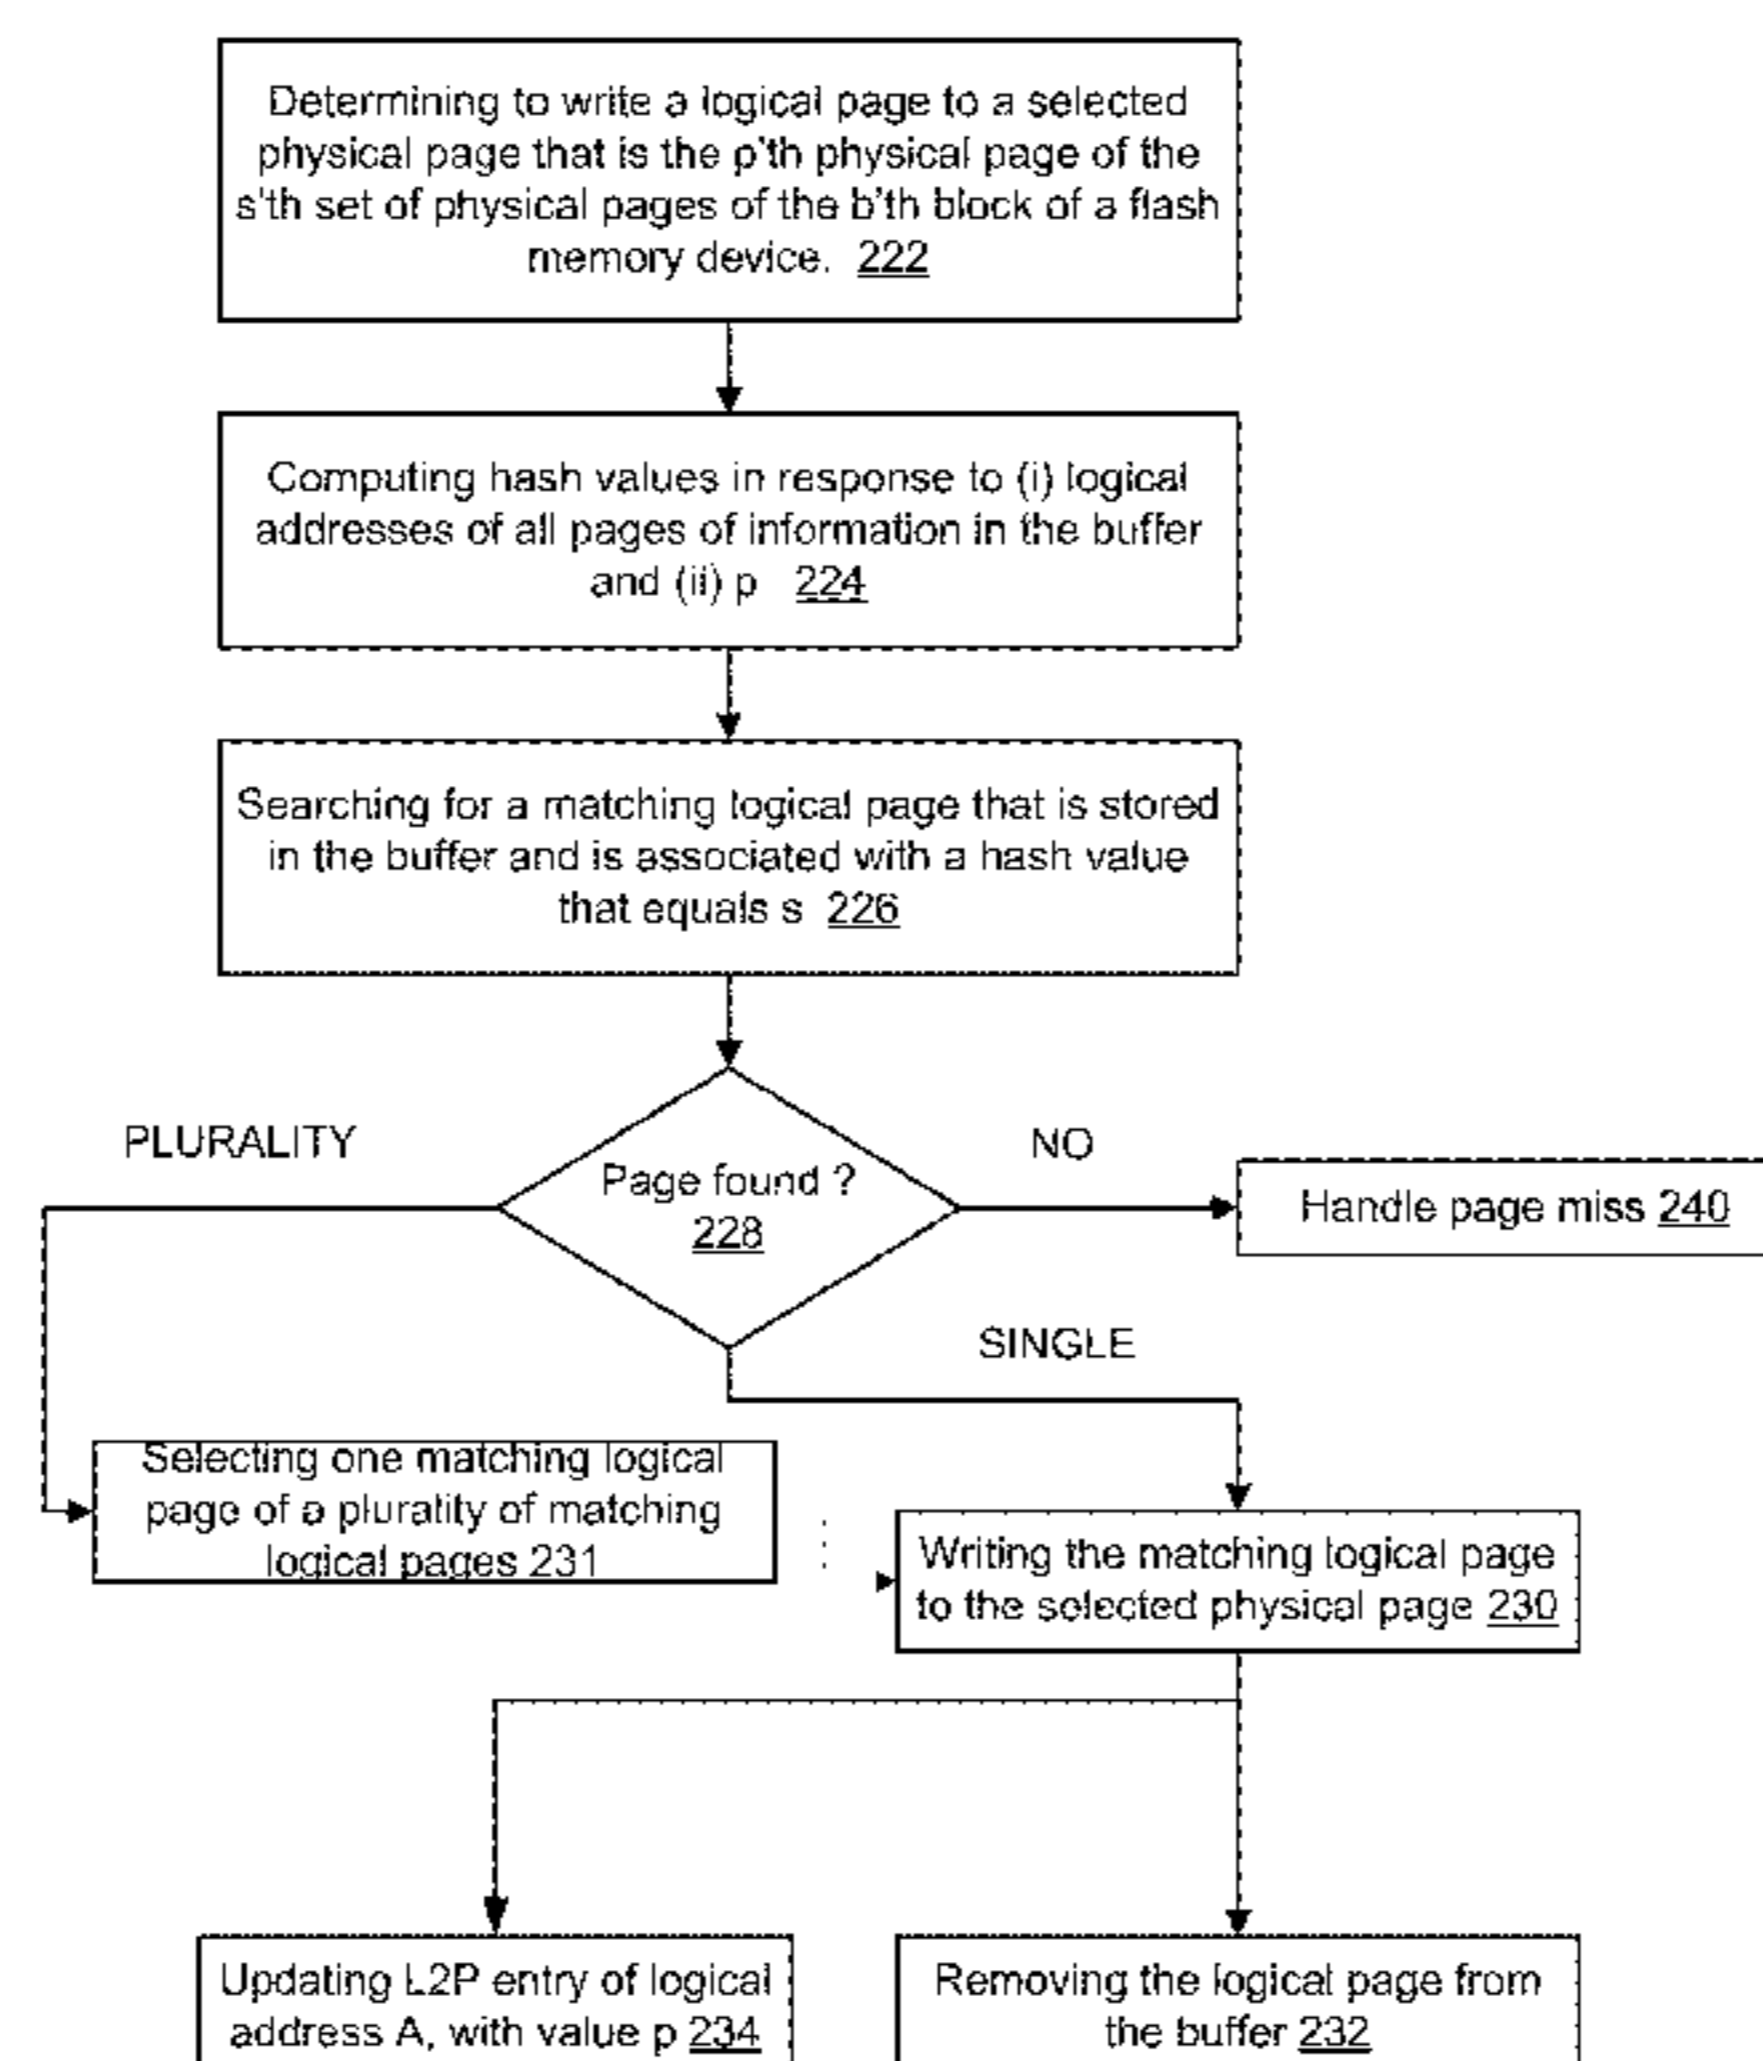 Determining to write a logical page to a selected
physical page that is the p'th physical page of the
s'th set of physical pages of the b'th block of a flash
memory device. 222
Computing hash values in response to (i) logical
addresses of all pages of information in the buffer
and (ii) p 224
Searching for a matching logical page that is stored
in the buffer and is associated with a hash value
that equals s 226
PLURALITY
NO
Page found ?
228
Handle page miss 240
SINGLE
Selecting one matching logical
page of a plurality of matching
logical pages 231
Writing the matching logical page
to the selected physical page 230
Updating L2P entry of logical
address A, with value p 234
Removing the logical page from
the buffer 232